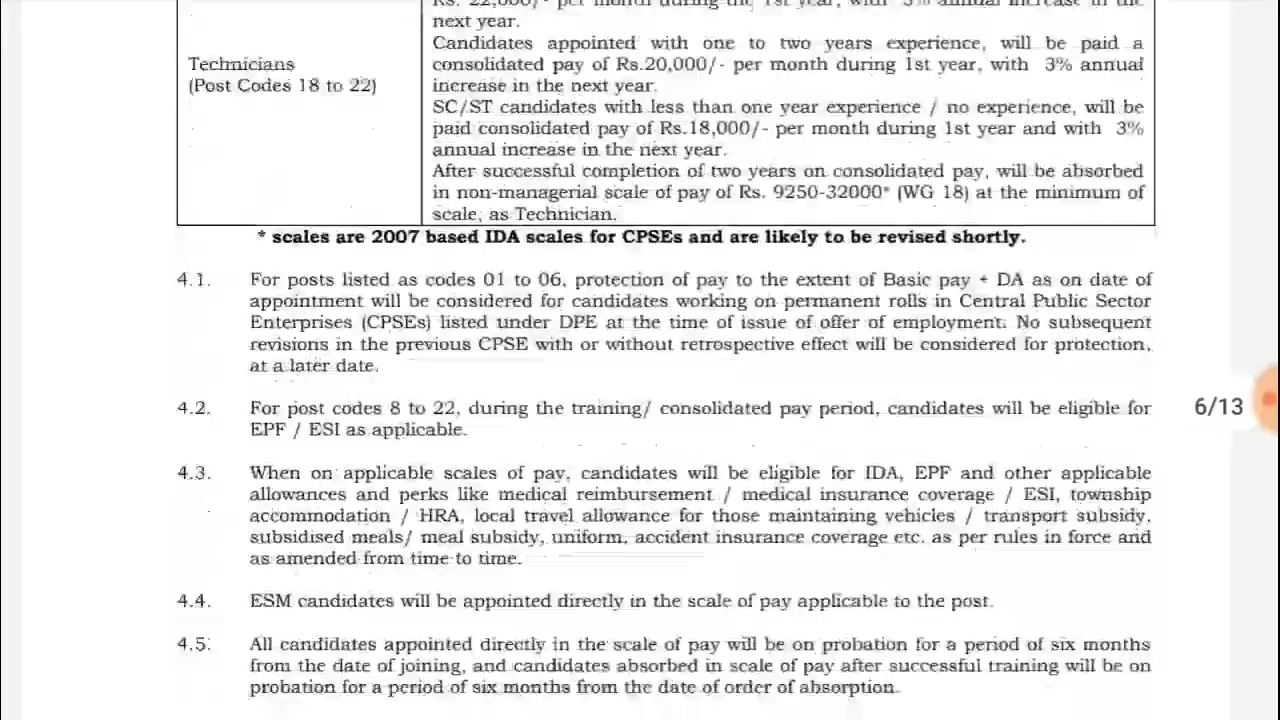 Rs. 22,000/- per month during the 1st year, with 3% annual increase in the
next year.
Candidates appointed with one to two years experience, will be paid a
Technicians
consolidated pay of Rs.20,000/- per month during 1st year, with 3% annual
(Post Codes 18 to 22)
increase in the next year.
SC/ST candidates with less than one year experience / no experience, will be
paid consolidated pay of Rs.18,000/- per month during 1st year and with 3%
annual increase in the next year.
After successful completion of two years on consolidated pay, will be absorbed
in non-managerial scale of pay of Rs. 9250-32000* (WG 18) at the minimum of
scale, as Technician.
* scales are 2007 based IDA scales for CPSEs and are likely to be revised shortly.
4.1. For posts listed as codes 01 to 06, protection of pay to the extent of Basic pay + DA as on date of
appointment will be considered for candidates working on permanent rolls in Central Public Sector
Enterprises (CPSEs) listed under DPE at the time of issue of offer of employment. No subsequent
revisions in the previous CPSE with or without retrospective effect will be considered for protection,
at a later date.
4.2. For post codes 8 to 22, during the training/ consolidated pay period, candidates will be eligible for
EPF / ESI as applicable.
6/13
4.3. When on applicable scales of pay, candidates will be eligible for IDA, EPF and other applicable
allowances and perks like medical reimbursement / medical insurance coverage / ESI, township
accommodation / HRA, local travel allowance for those maintaining vehicles / transport subsidy,
subsidised meals/ meal subsidy, uniform, accident insurance coverage etc. as per rules in force and
as amended from time to time.
4.4. ESM candidates will be appointed directly in the scale of pay applicable to the post.
4.5. All candidates appointed directly in the scale of pay will be on probation for a period of six months
from the date of joining, and candidates absorbed in scale of pay after successful training will be on
probation for a period of six months from the date of order of absorption.